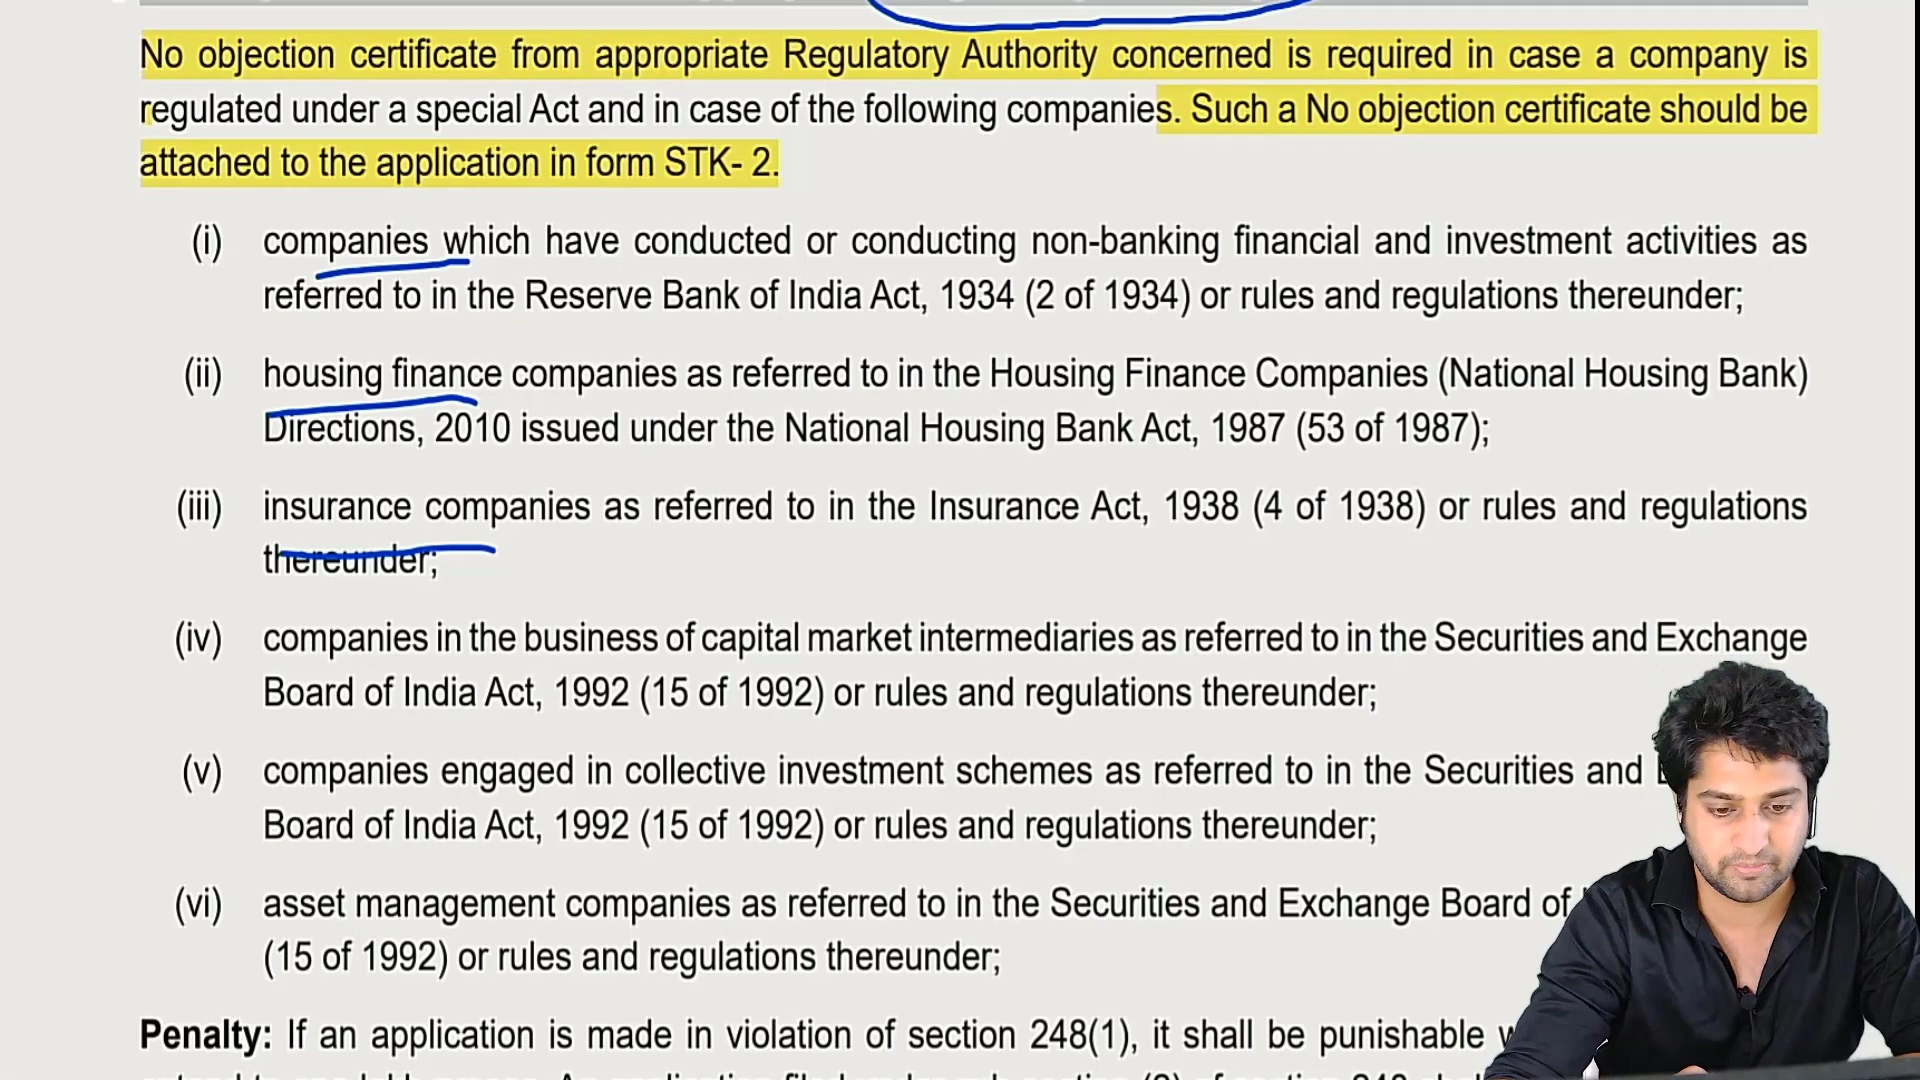 No objection certificate from appropriate Regulatory Authority concerned is required in case a company is
regulated under a special Act and in case of the following companies. Such a No objection certificate should be
attached to the application in form STK- 2.
(i) companies which have conducted or conducting non-banking financial and investment activities as
referred to in the Reserve Bank of India Act, 1934 (2 of 1934) or rules and regulations thereunder;
(ii) housing finance companies as referred to in the Housing Finance Companies (National Housing Bank)
Directions, 2010 issued under the National Housing Bank Act, 1987 (53 of 1987);
(iii) insurance companies as referred to in the Insurance Act, 1938 (4 of 1938) or rules and regulations
thereunder;
(iv) companies in the business of capital market intermediaries as referred to in the Securities and Exchange
Board of India Act, 1992 (15 of 1992) or rules and regulations thereunder;
(v) companies engaged in collective investment schemes as referred to in the Securities and
Board of India Act, 1992 (15 of 1992) or rules and regulations thereunder;
(vi) asset management companies as referred to in the Securities and Exchange Board of
(15 of 1992) or rules and regulations thereunder;
Penalty: If an application is made in violation of section 248(1), it shall be punishable